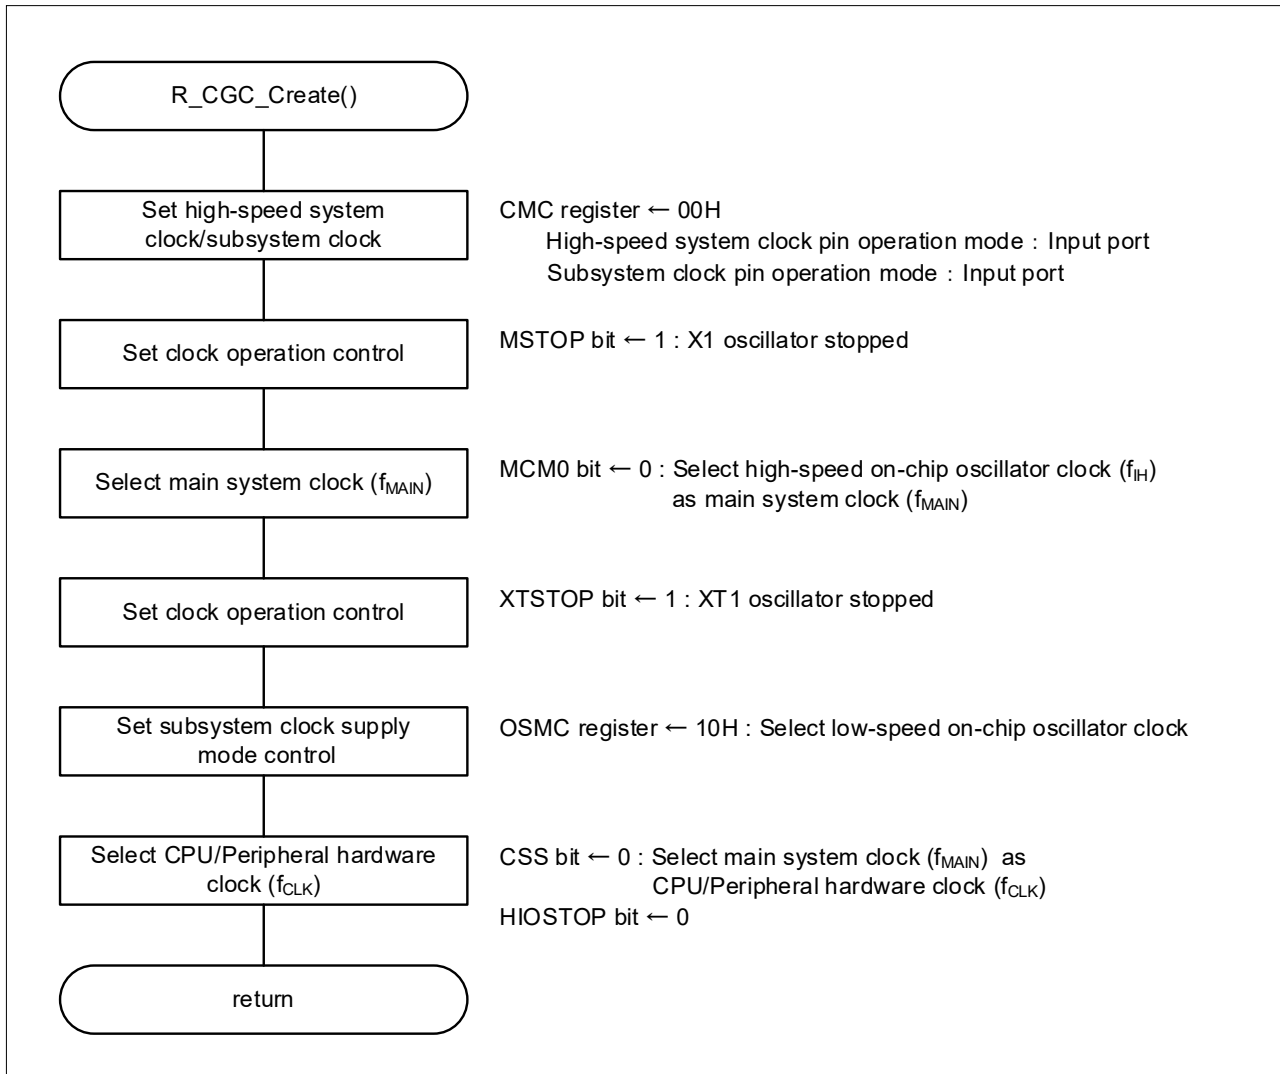 R_CGC_Create()
Set high-speed system
clock/subsystem clock
CMC register ← 00H
High-speed system clock pin operation mode : Input port
Subsystem clock pin operation mode : Input port
Set clock operation control
MSTOP bit ← 1 : X1 oscillator stopped
Select main system clock (fMAIN)
MCM0 bit ← 0 : Select high-speed on-chip oscillator clock (fIH)
as main system clock (fMAIN)
Set clock operation control
XTSTOP bit ← 1 : XT1 oscillator stopped
Set subsystem clock supply
mode control
OSMC register ← 10H : Select low-speed on-chip oscillator clock
Select CPU/Peripheral hardware
clock (fCLK)
CSS bit ← 0 : Select main system clock (fMAIN) as
CPU/Peripheral hardware clock (fCLK)
HIOSTOP bit ← 0
return